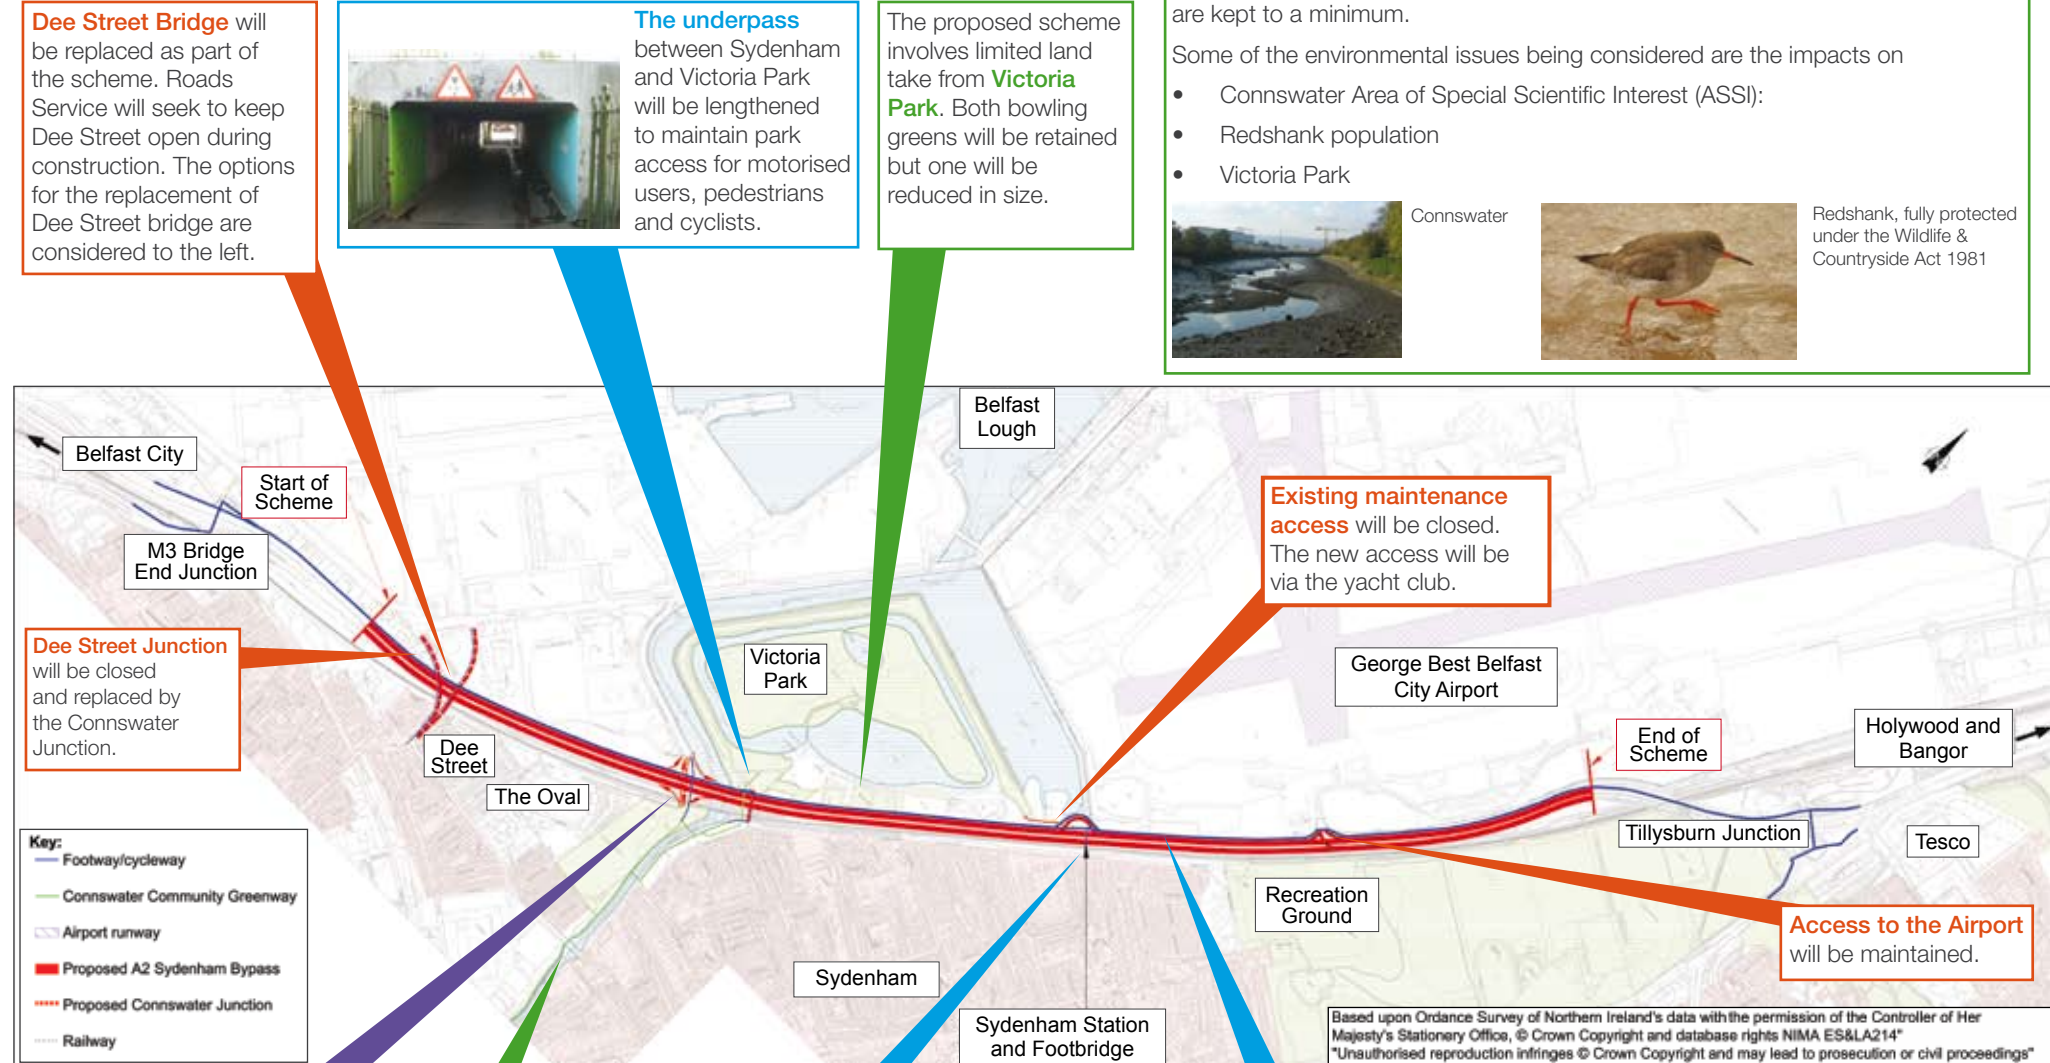 Dee Street Bridge will
be replaced as part of
the scheme. Roads
Service will seek to keep
Dee Street open during
construction. The options
for the replacement of
Dee Street bridge are
considered to the left.
The underpass
between Sydenham
and Victoria Park
will be lengthened
to maintain park
access for motorised
users, pedestrians
and cyclists.
The proposed scheme
involves limited land
take from Victoria
Park. Both bowling
greens will be retained
but one will be
reduced in size.
are kept to a minimum.
Some of the environmental issues being considered are the impacts on
• Connswater Area of Special Scientific Interest (ASSI):
• Redshank population
• Victoria Park
Connswater
Redshank, fully protected
under the Wildlife &
Countryside Act 1981
Belfast
Lough
Belfast City
Start of
Scheme
M3 Bridge
End Junction
Existing maintenance
access will be closed.
The new access will be
via the yacht club.
Dee Street Junction
will be closed
and replaced by
the Connswater
Junction.
Victoria
Park
George Best Belfast
City Airport
Dee
Street
The Oval
End of
Scheme
Holywood and
Bangor
Tillysburn Junction
Tesco
Recreation
Ground
Access to the Airport
will be maintained.
Sydenham
Sydenham Station
and Footbridge
Key:
Footway/cycleway
Connswater Community Greenway
Airport runway
Proposed A2 Sydenham Bypass
Proposed Connswater Junction
Railway
Based upon Ordance Survey of Northern Ireland's data with the permission of the Controller of Her
Majesty's Stationery Office, © Crown Copyright and database rights NIMA ES&LA214"
"Unauthorised reproduction infringes © Crown Copyright and may lead to prosecution or civil proceedings"